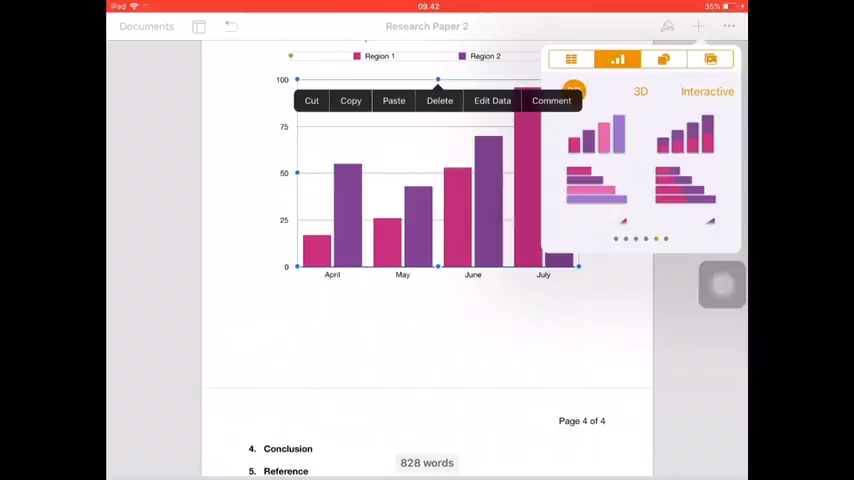 iPad 09.42 35%
Documents Research Paper 2
Region 1 Region 2
3D Interactive
Cut Copy Paste Delete Edit Data Comment
100
75
50
25
0
April May June July
Page 4 of 4
4. Conclusion
828 words
5. Reference